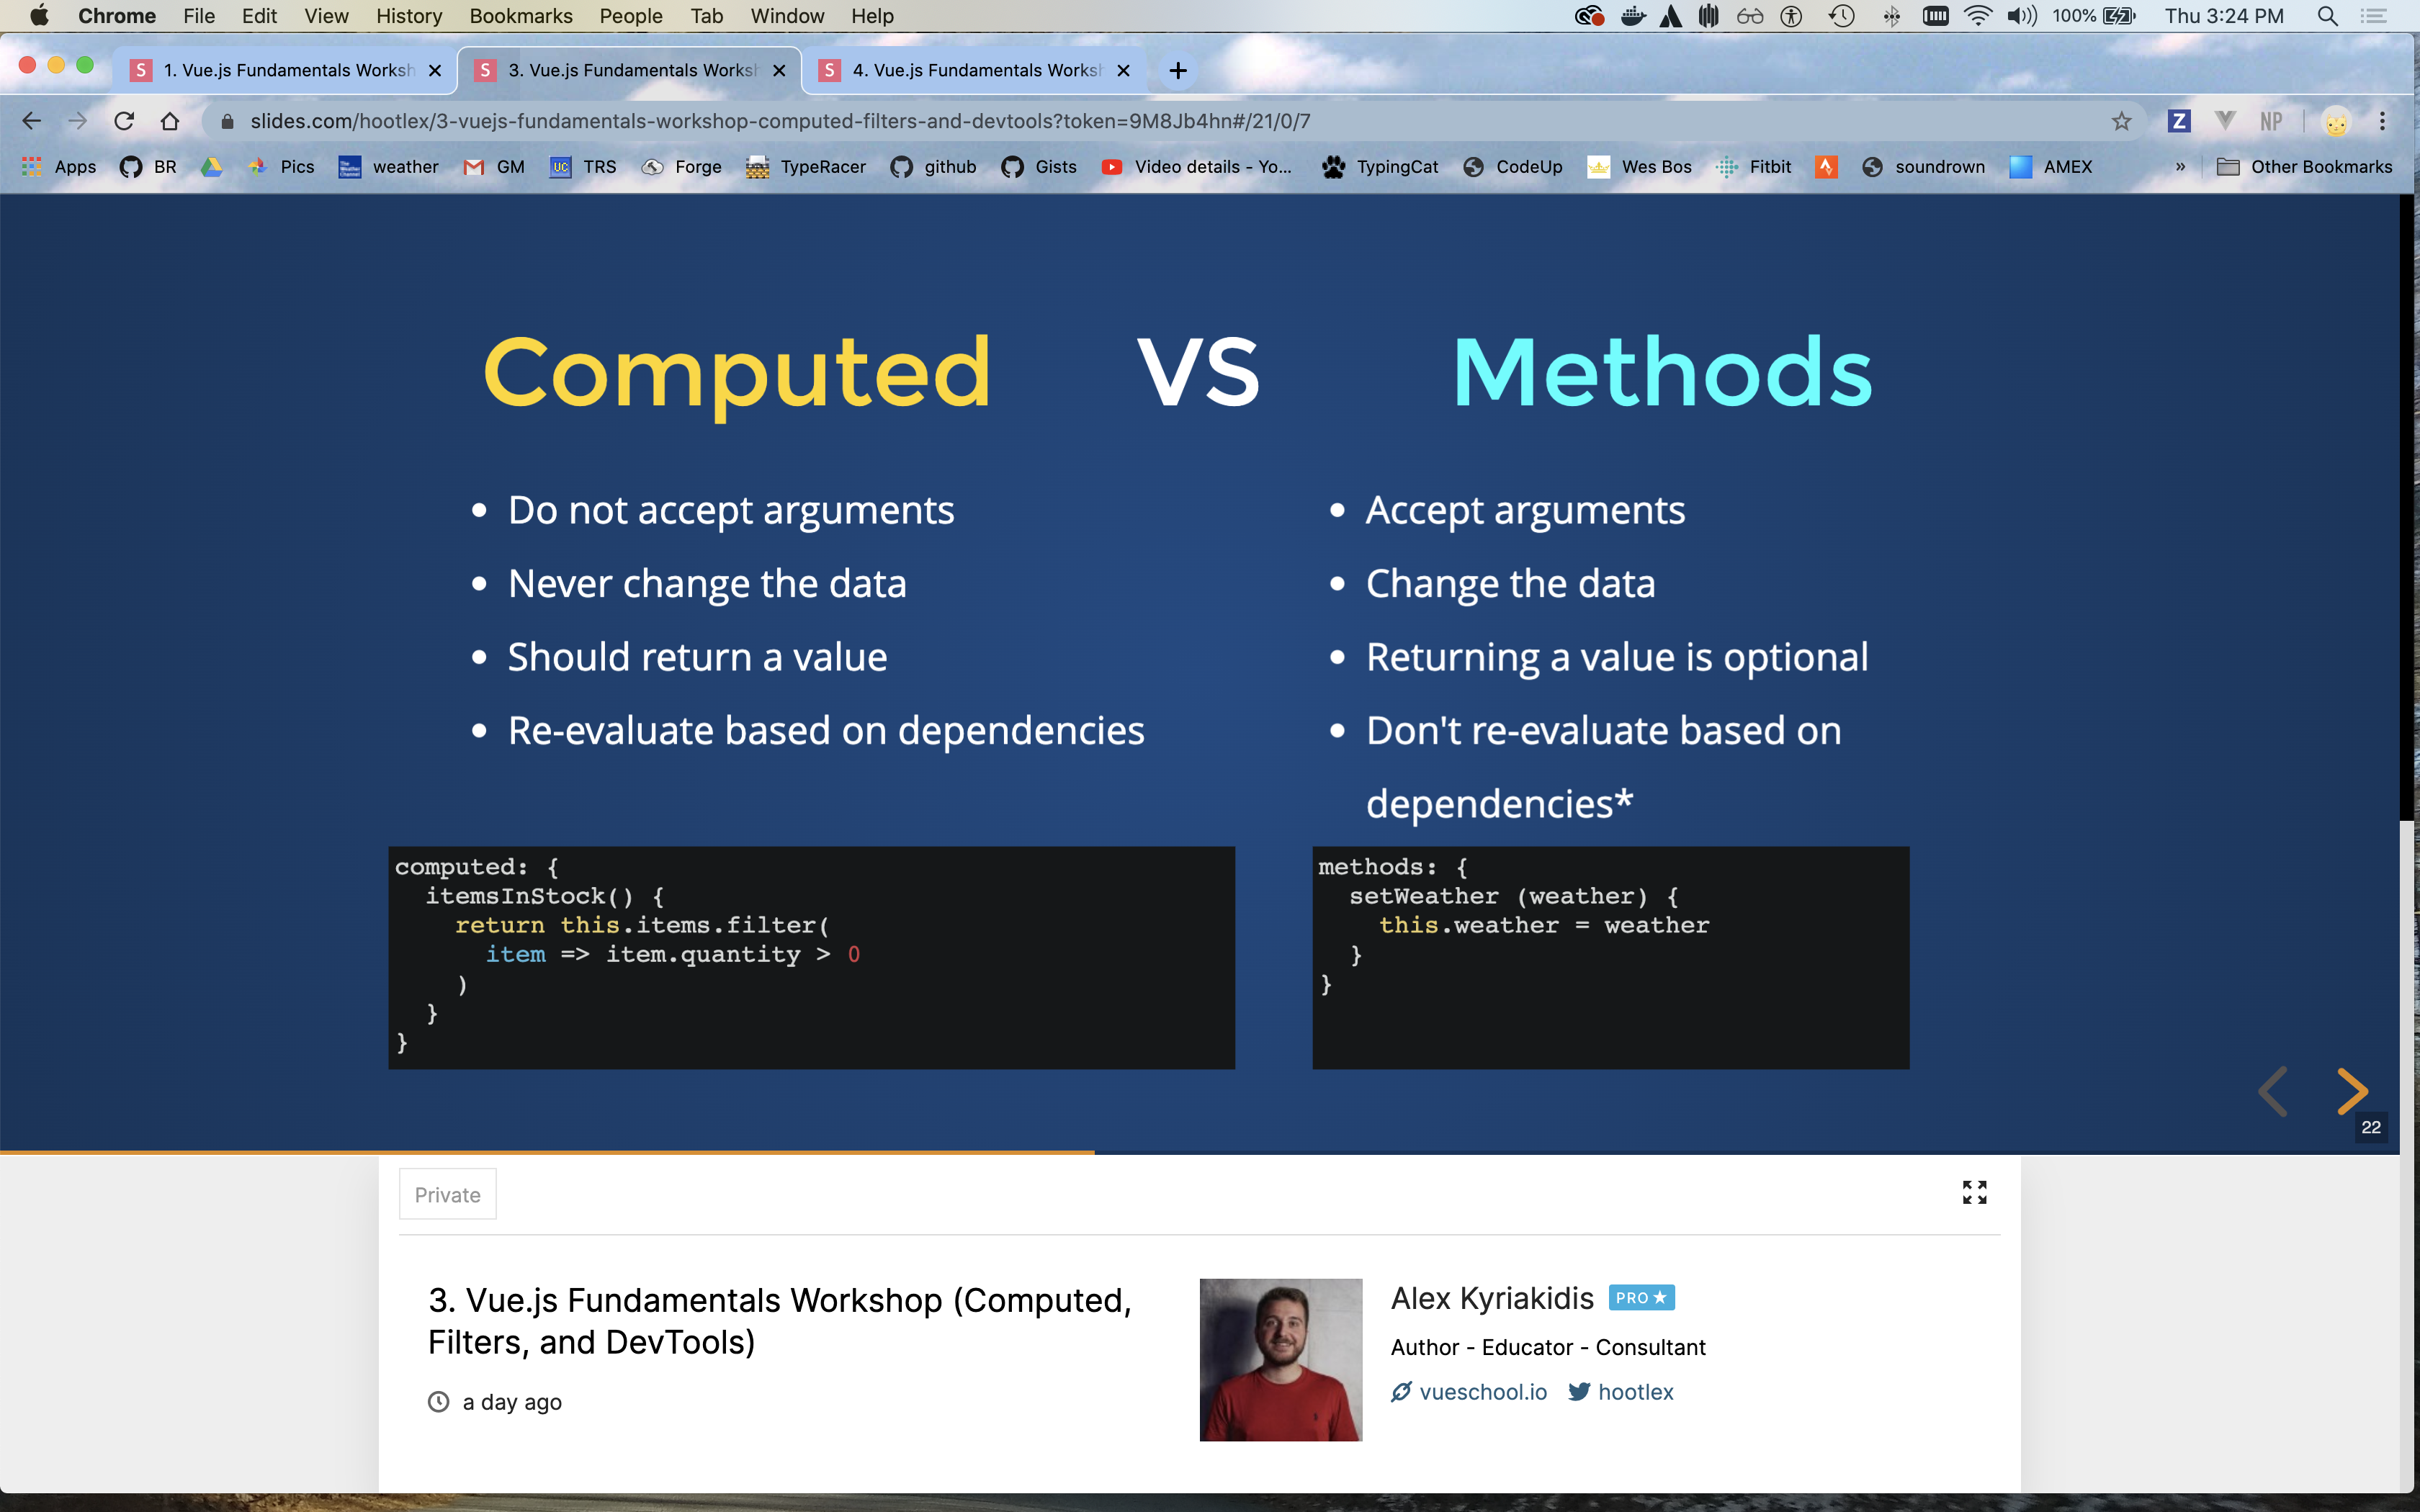 Chrome File Edit View History Bookmarks People Tab Window Help 100% Thu 3:24 PM
S 1. Vue.js Fundamentals Worksh S 3. Vue.js Fundamentals Worksh S 4. Vue.js Fundamentals Worksh
slides.com/hootlex/3-vuejs-fundamentals-workshop-computed-filters-and-devtools?token=9M8Jb4hn#/21/0/7 Z NP
Apps BR Pics weather GM UC TRS Forge TypeRacer github Gists Video details - Yo... TypingCat CodeUp Wes Bos Fitbit soundrown AMEX » Other Bookmarks
Computed VS Methods
• Do not accept arguments
• Never change the data
• Should return a value
• Re-evaluate based on dependencies
• Accept arguments
• Change the data
• Returning a value is optional
• Don't re-evaluate based on
dependencies*
computed: {
itemsInStock() {
return this.items.filter(
item => item.quantity > 0
)
}
}
methods: {
setWeather (weather) {
this.weather = weather
}
}
22
Private
3. Vue.js Fundamentals Workshop (Computed,
Filters, and DevTools)
a day ago
Alex Kyriakidis PRO★
Author - Educator - Consultant
vueschool.io hootlex